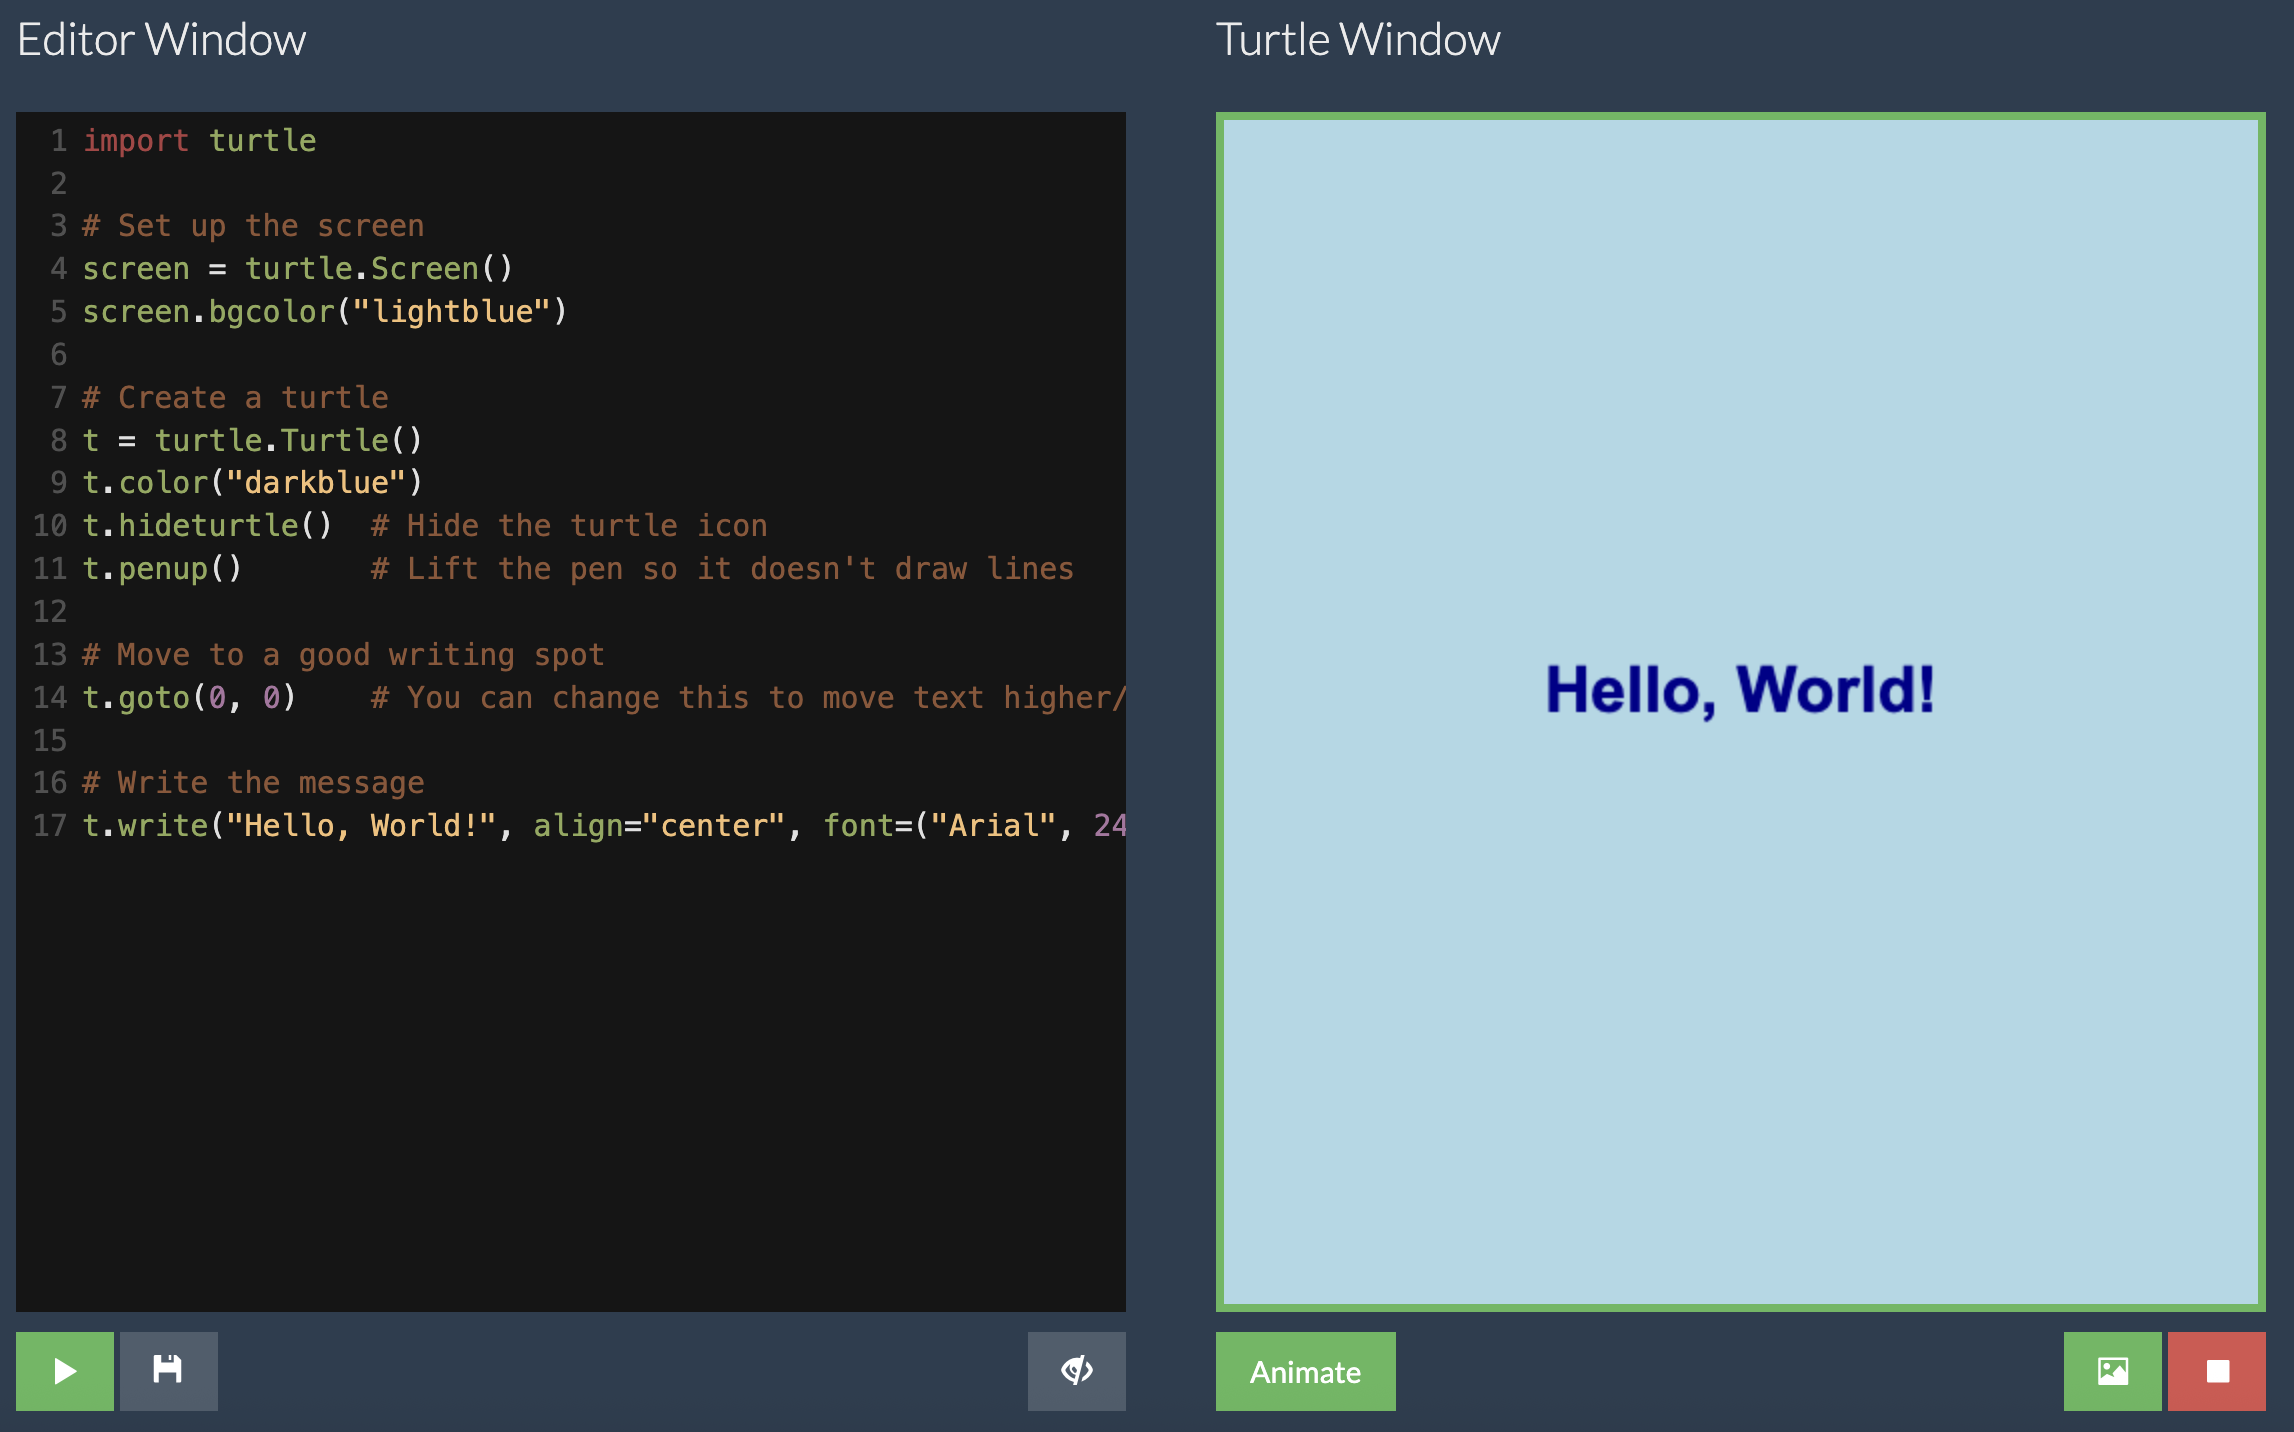 Editor Window
1 import turtle
2
3 # Set up the screen
4 screen = turtle.Screen()
5 screen.bgcolor("lightblue")
6
7 # Create a turtle
8 t = turtle.Turtle()
9 t.color("darkblue")
10 t.hideturtle()  # Hide the turtle icon
11 t.penup()       # Lift the pen so it doesn't draw lines
12
13 # Move to a good writing spot
14 t.goto(0, 0)    # You can change this to move text higher/
15
16 # Write the message
17 t.write("Hello, World!", align="center", font=("Arial", 24
Turtle Window
Hello, World!
Animate